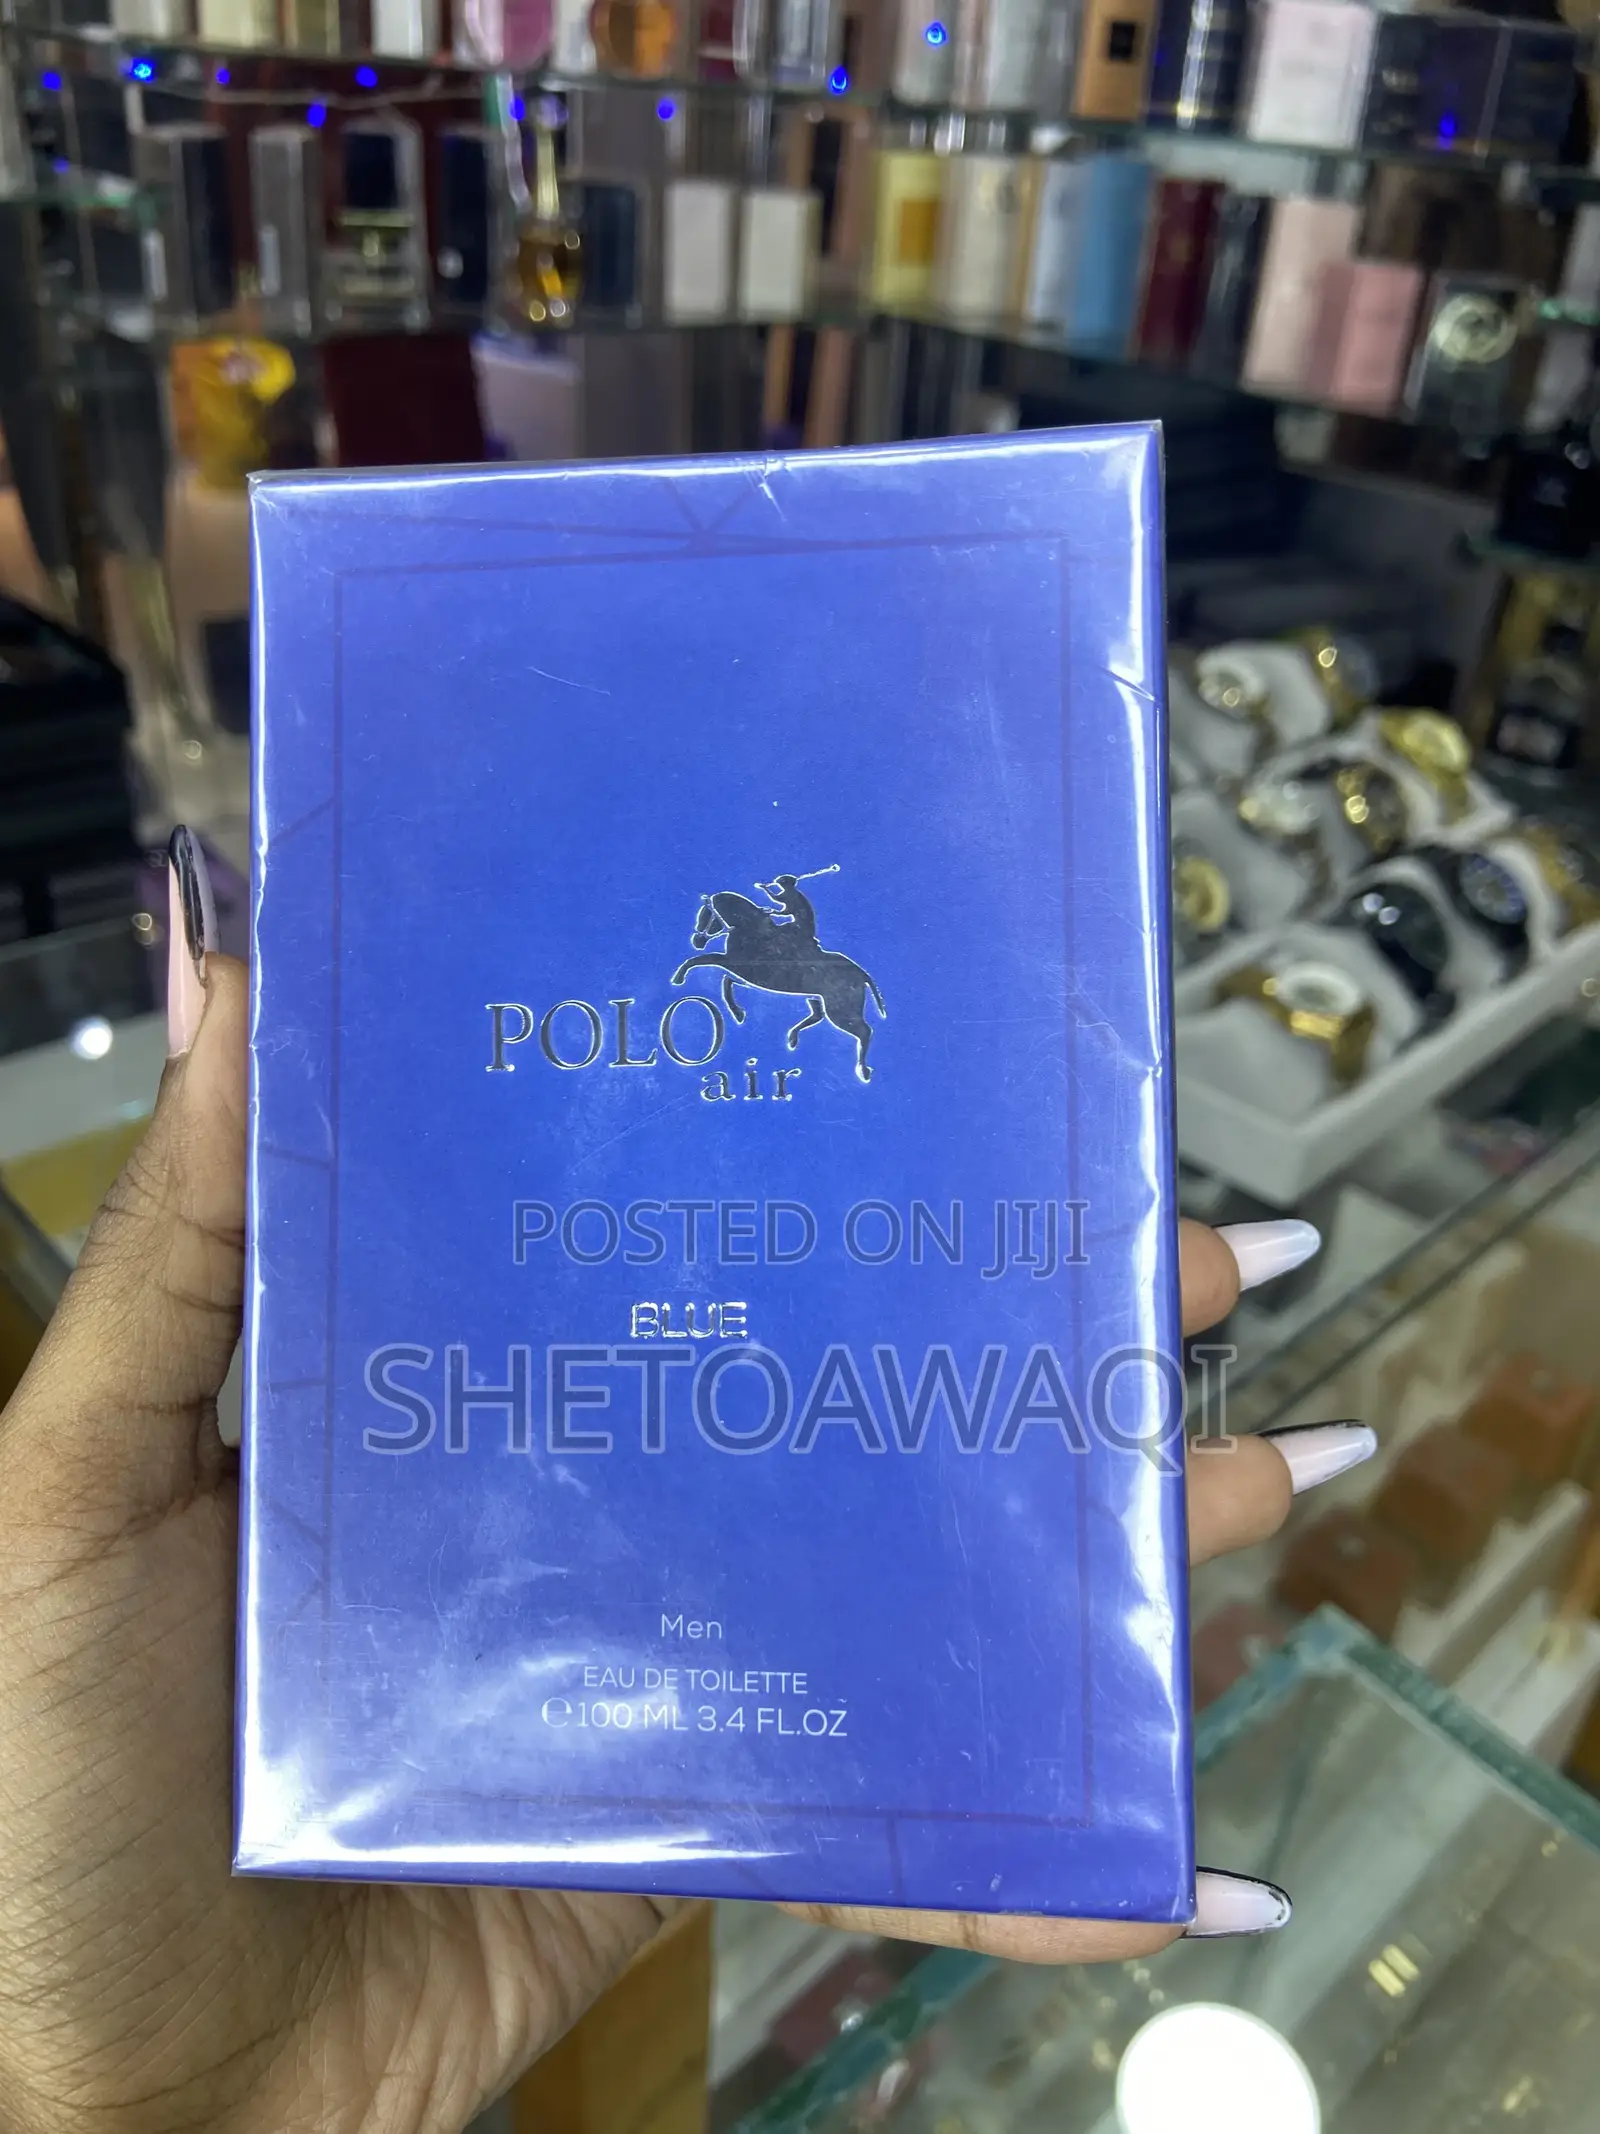 POLO
air
POSTED ON JIJI
BLUE
SHETOAWAQI
Men
EAU DE TOILETTE
℮100 ML 3.4 FL.OZ